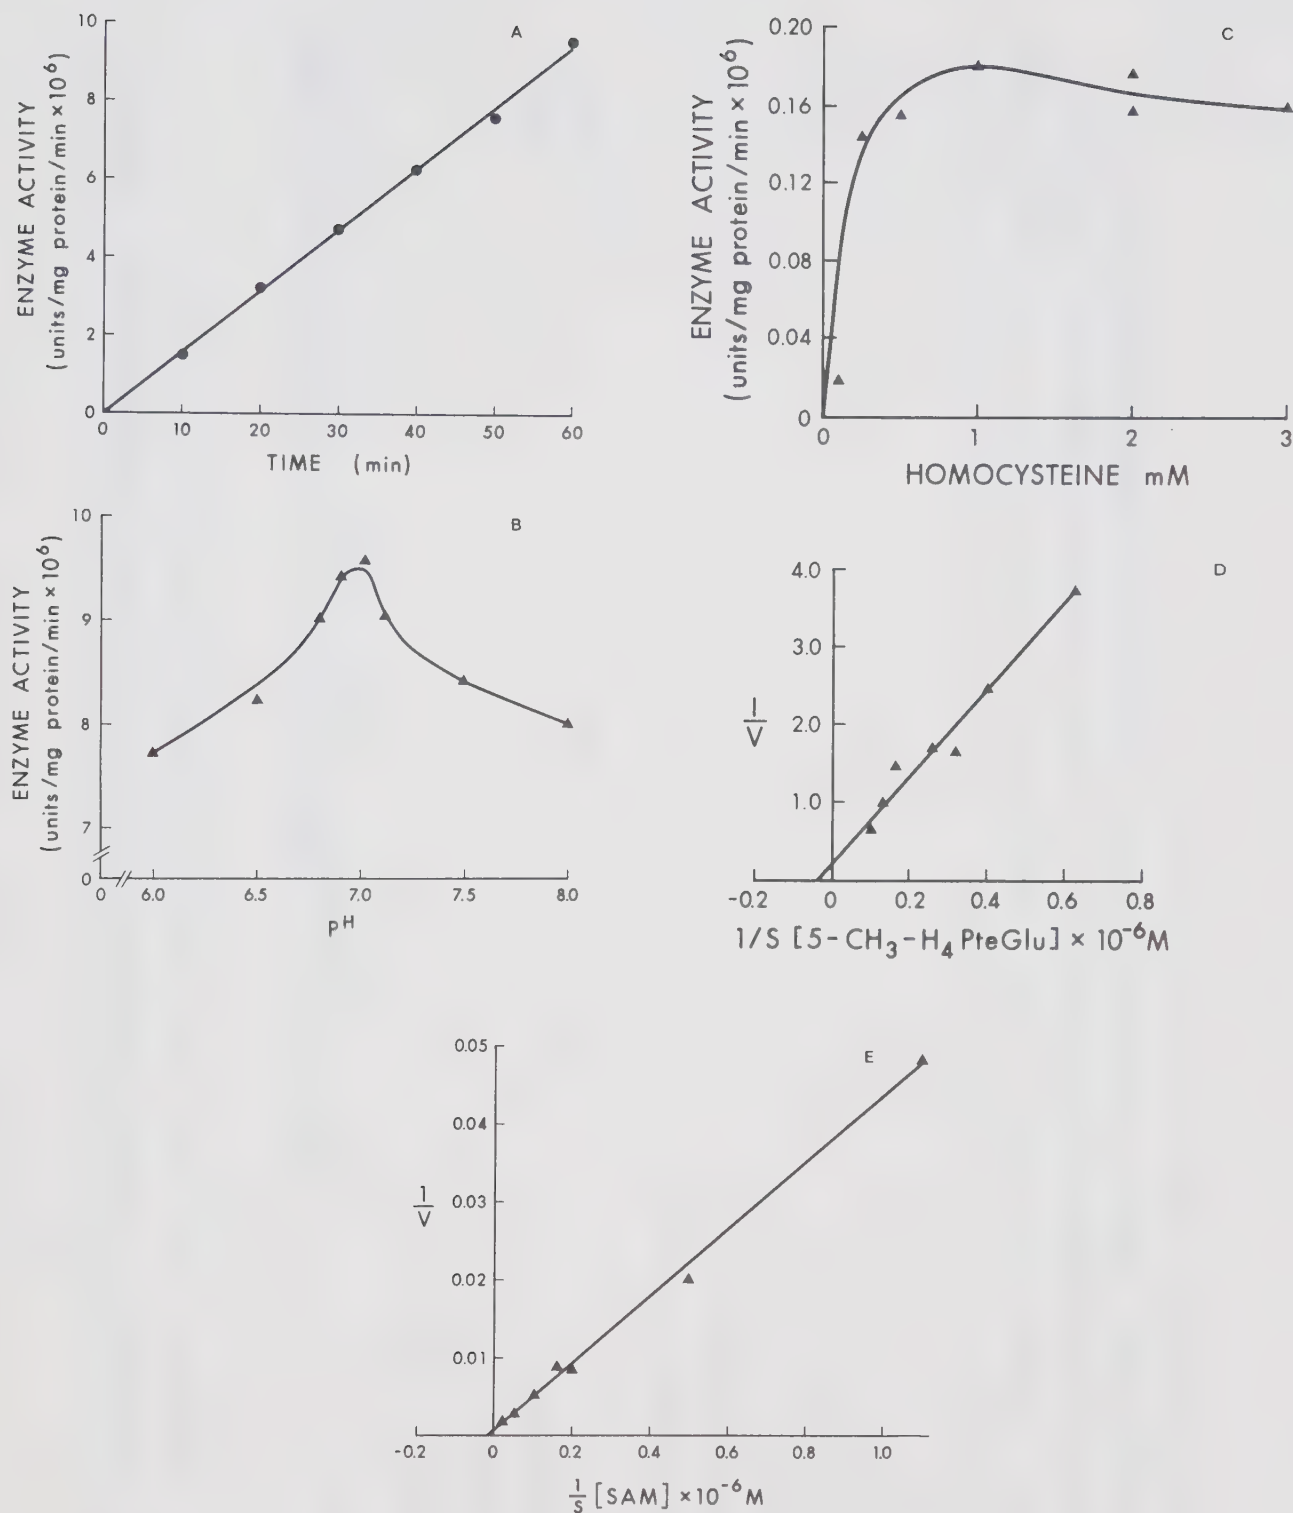 A
ENZYME ACTIVITY
(units/mg protein/min × 10⁶)
10
8
6
4
2
0
0 10 20 30 40 50 60
TIME (min)
C
ENZYME ACTIVITY
(units/mg protein/min × 10⁶)
0.20
0.16
0.12
0.08
0.04
0
0 1 2 3
HOMOCYSTEINE mM
B
ENZYME ACTIVITY
(units/mg protein/min × 10⁶)
10
9
8
7
0
0 6.0 6.5 7.0 7.5 8.0
pH
D
1/V
4.0
3.0
2.0
1.0
-0.2 0 0.2 0.4 0.6 0.8
1/S [5-CH₃-H₄ PteGlu] × 10⁻⁶M
E
1/V
0.05
0.04
0.03
0.02
0.01
-0.2 0 0.2 0.4 0.6 0.8 1.0
1/S [SAM] × 10⁻⁶M